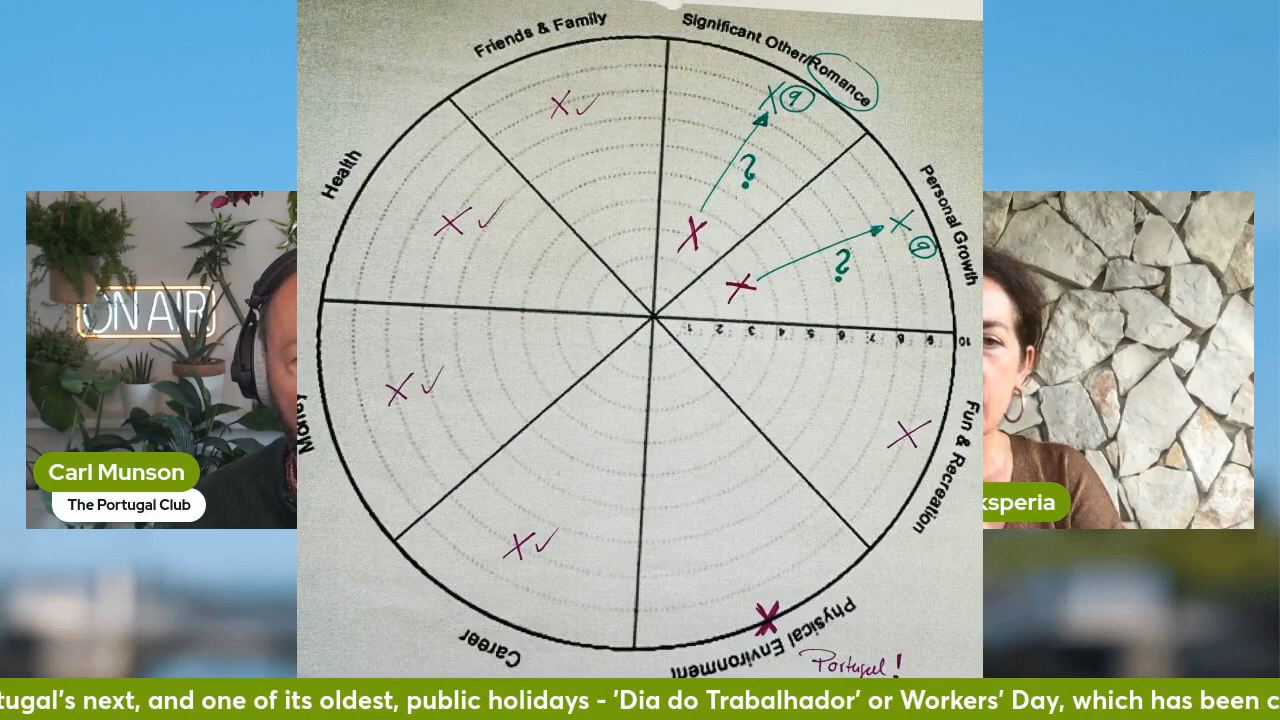 Friends & Family
Significant Other/Romance
Health
Personal Growth
X ✓
X 9
?
X ✓
X
X 9
?
X
1 2 3 4 5 6 7 8 9 10
ON AIR
X ✓
X
Fun & Recreation
Carl Munson
The Portugal Club
ksperia
X ✓
X
Career
Physical Environment
Portugal!
tugal's next, and one of its oldest, public holidays - 'Dia do Trabalhador' or Workers' Day, which has been c